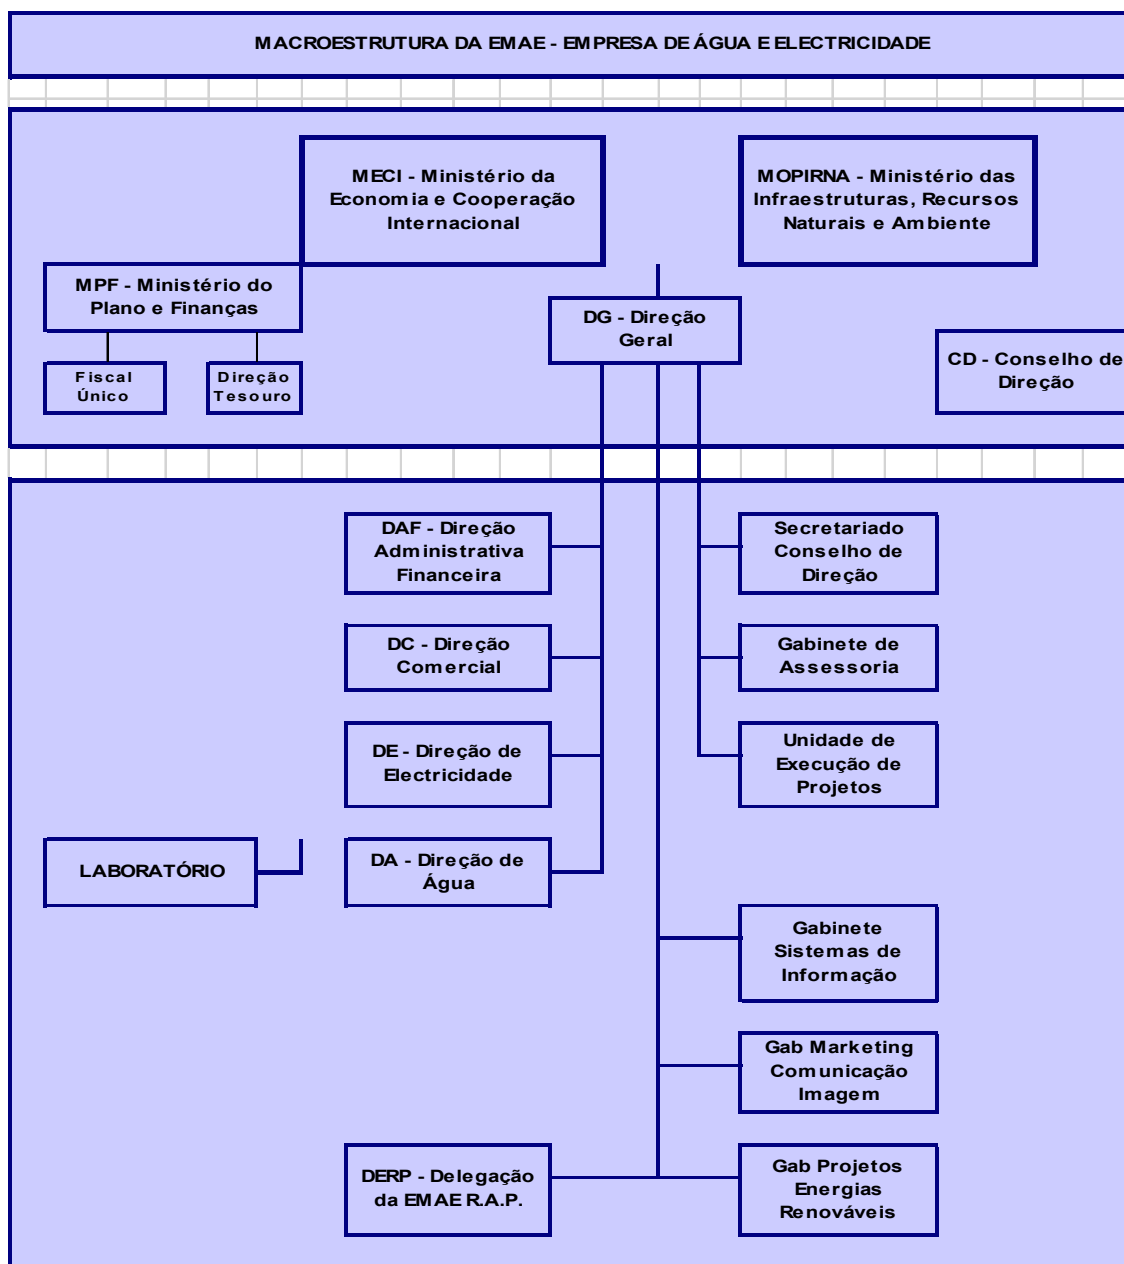 MACROESTRUTURA DA EMAE - EMPRESA DE ÁGUA E ELECTRICIDADE
MECI - Ministério da
Economia e Cooperação
Internacional
MOPIRNA - Ministério das
Infraestruturas, Recursos
Naturais e Ambiente
MPF - Ministério do
Plano e Finanças
DG - Direção
Geral
Fiscal
Único
Direção
Tesouro
CD - Conselho de
Direção
DAF - Direção
Administrativa
Financeira
Secretariado
Conselho de
Direção
DC - Direção
Comercial
Gabinete de
Assessoria
DE - Direção de
Electricidade
Unidade de
Execução de
Projetos
LABORATÓRIO
DA - Direção de
Água
Gabinete
Sistemas de
Informação
Gab Marketing
Comunicação
Imagem
DERP - Delegação
da EMAE R.A.P.
Gab Projetos
Energias
Renováveis